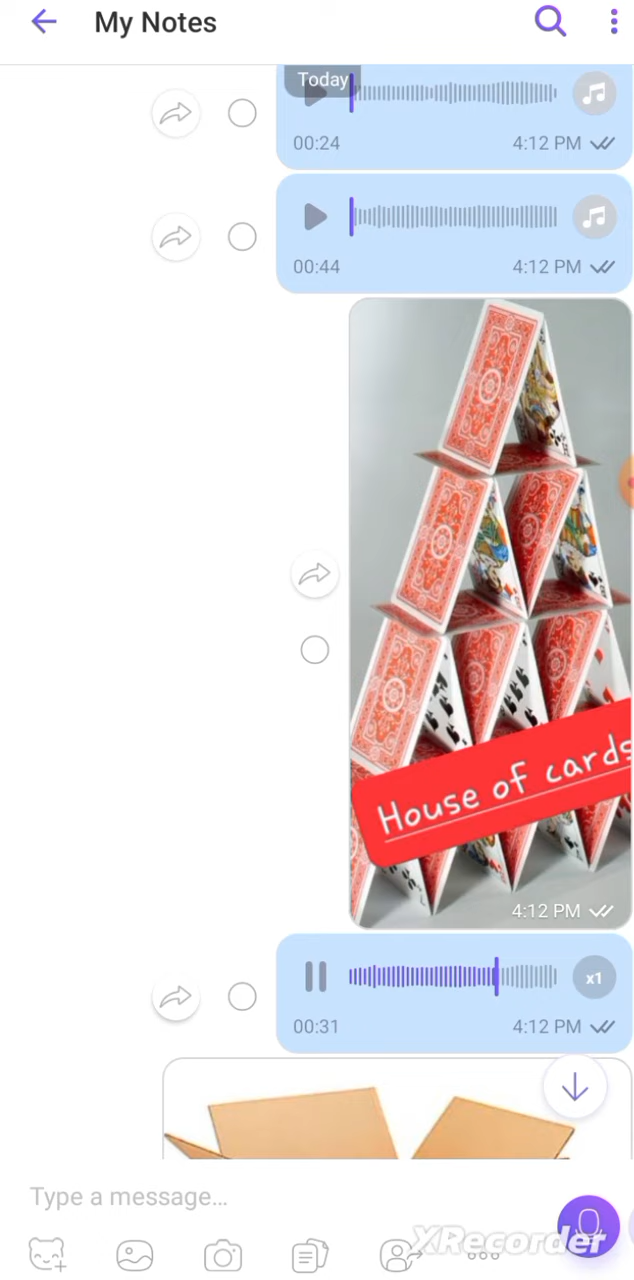 My Notes
Today
00:24
4:12 PM
00:44
4:12 PM
House of cards
4:12 PM
x1
00:31
4:12 PM
Type a message...
XRecorder